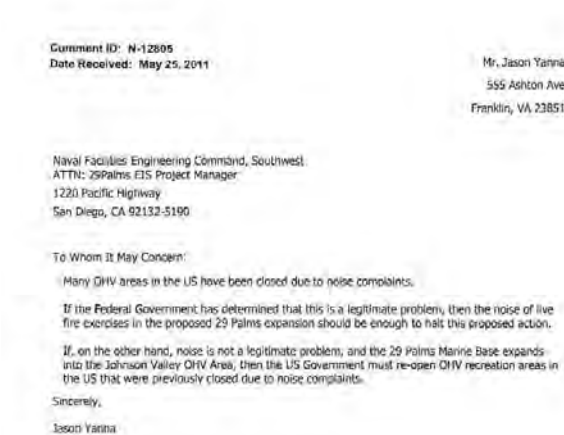 Comment ID: N-12805
Date Received: May 25, 2011
Mr. Jason Yanna
555 Ashton Ave
Franklin, VA 23851
Naval Facilities Engineering Command, Southwest
ATTN: 29Palms EIS Project Manager
1220 Pacific Highway
San Diego, CA 92132-5190
To Whom It May Concern:
Many OHV areas in the US have been closed due to noise complaints.
If the Federal Government has determined that this is a legitimate problem, then the noise of live
fire exercises in the proposed 29 Palms expansion should be enough to halt this proposed action.
If, on the other hand, noise is not a legitimate problem, and the 29 Palms Marine Base expands
into the Johnson Valley OHV Area, then the US Government must re-open OHV recreation areas in
the US that were previously closed due to noise complaints.
Sincerely,
Jason Yanna